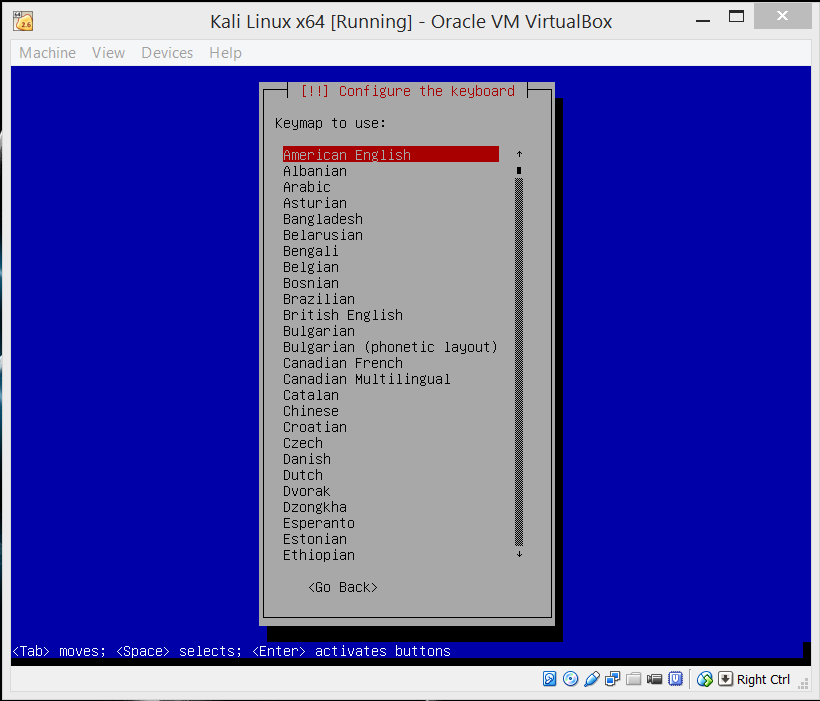 Kali Linux x64 [Running] - Oracle VM VirtualBox
Machine View Devices Help
[!!] Configure the keyboard
Keymap to use:
American English
Albanian
Arabic
Asturian
Bangladesh
Belarusian
Bengali
Belgian
Bosnian
Brazilian
British English
Bulgarian
Bulgarian (phonetic layout)
Canadian French
Canadian Multilingual
Catalan
Chinese
Croatian
Czech
Danish
Dutch
Dvorak
Dzongkha
Esperanto
Estonian
Ethiopian
<Go Back>
<Tab> moves; <Space> selects; <Enter> activates buttons
Right Ctrl